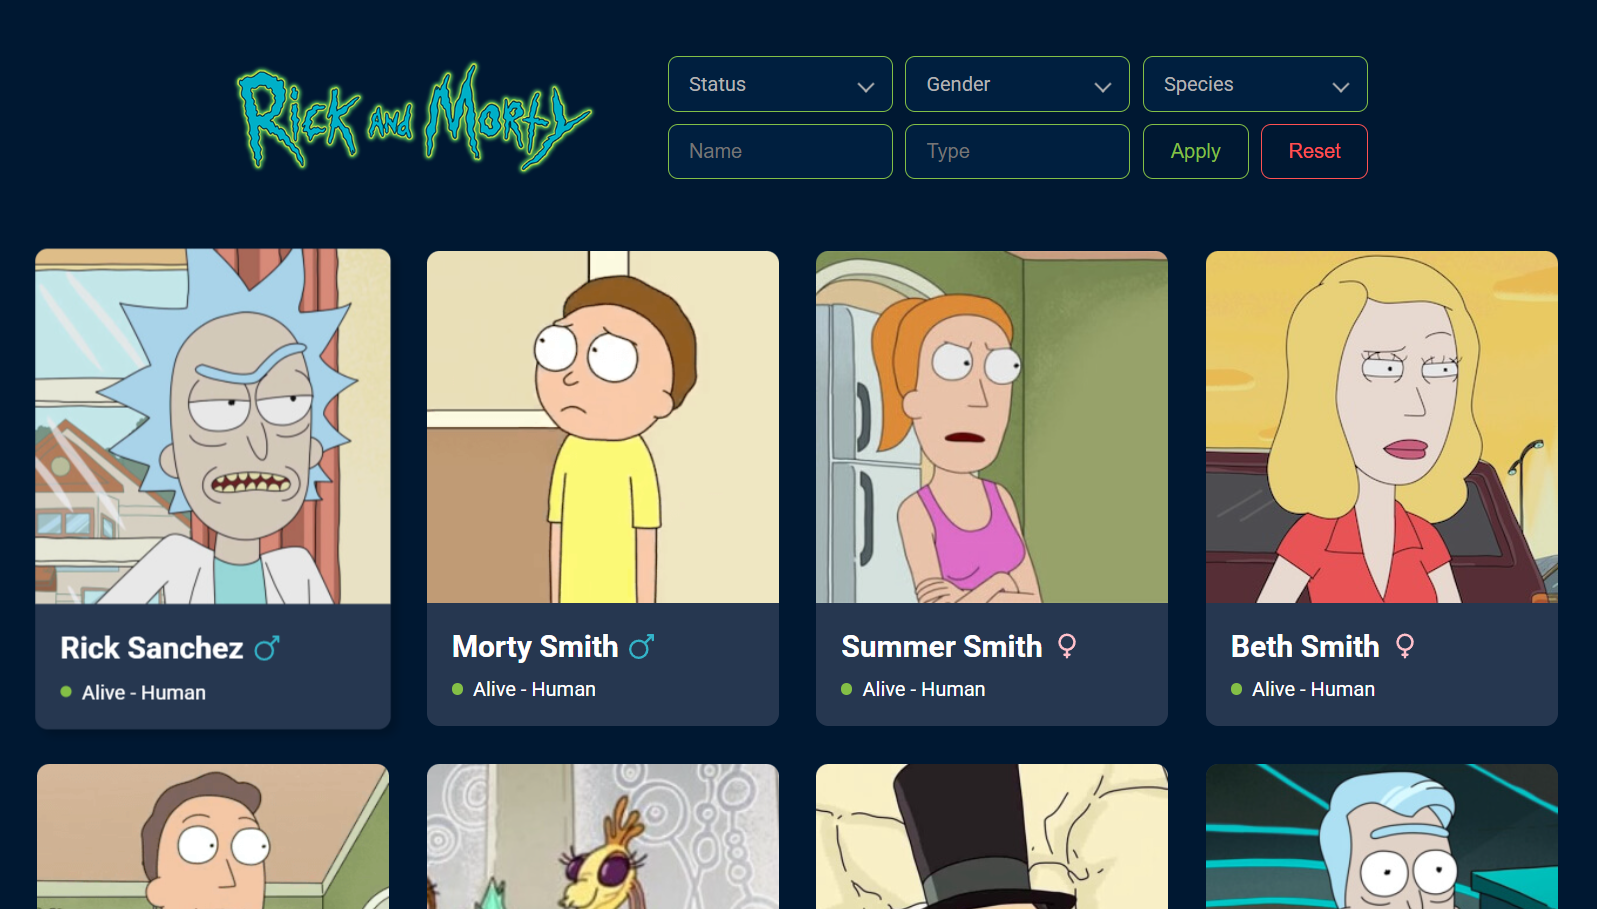 Rick and Morty
Status
Gender
Species
Name
Type
Apply
Reset
Rick Sanchez
Alive - Human
Morty Smith
Alive - Human
Summer Smith
Alive - Human
Beth Smith
Alive - Human